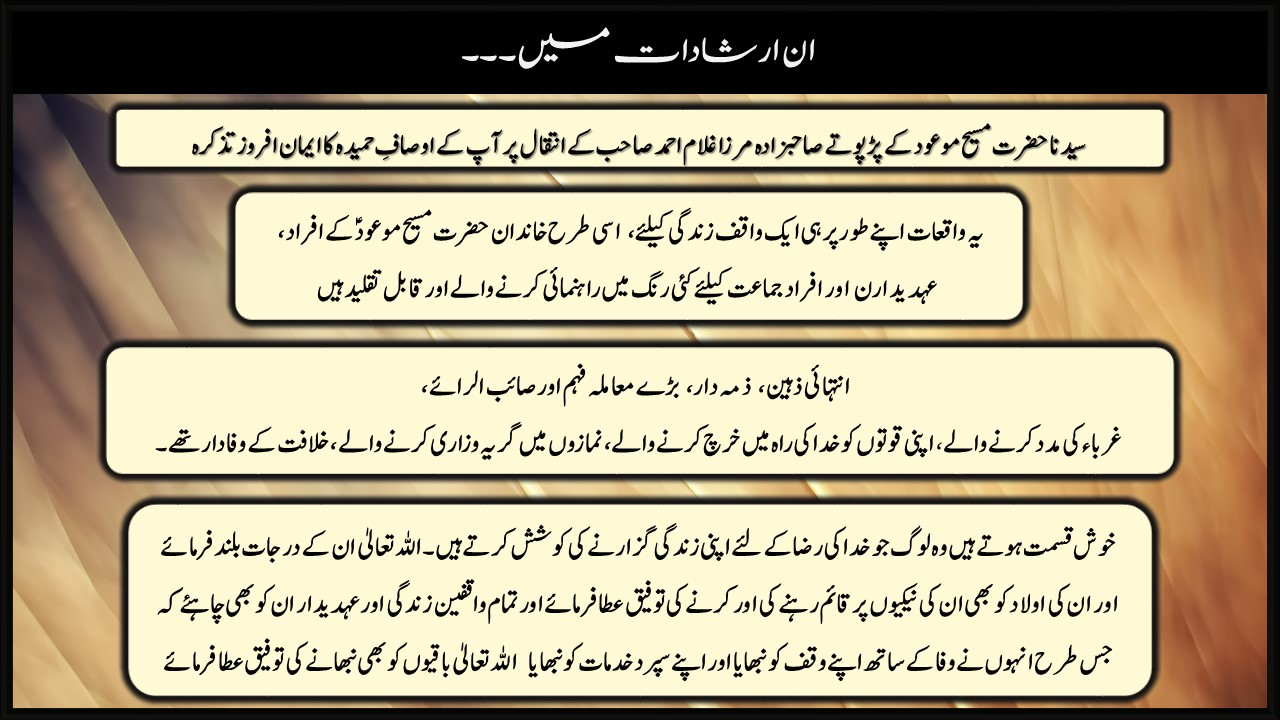 ان ارشادات میں۔۔۔
سیدنا حضرت مسیح موعود کے پڑپوتے صاحبزادہ مرزا غلام احمد صاحب کے انتقال پر آپ کے اوصافِ حمیدہ کا ایمان افروز تذکرہ
یہ واقعات اپنے طور پر ہی ایک واقف زندگی کیلئے، اسی طرح خاندان حضرت مسیح موعودؑ کے افراد،
عہدیدارن اور افراد جماعت کیلئے کئی رنگ میں راہنمائی کرنے والے اور قابل تقلید ہیں
انتہائی ذہین، ذمہ دار، بڑے معاملہ فہم اور صائب الرائے،
غرباء کی مدد کرنے والے، اپنی قوتوں کو خدا کی راہ میں خرچ کرنے والے، نمازوں میں گریہ وزاری کرنے والے، خلافت کے وفادار تھے۔
خوش قسمت ہوتے ہیں وہ لوگ جو خدا کی رضا کے لئے اپنی زندگی گزارنے کی کوشش کرتے ہیں۔ اللہ تعالیٰ ان کے درجات بلند فرمائے
اور ان کی اولاد کو بھی ان کی نیکیوں پر قائم رہنے کی اور کرنے کی توفیق عطا فرمائے اور تمام واقفین زندگی اور عہدیداران کو بھی چاہئے کہ
جس طرح انہوں نے وفا کے ساتھ اپنے وقف کو نبھایا اور اپنے سپرد خدمات کو نبھایا اللہ تعالیٰ باقیوں کو بھی نبھانے کی توفیق عطا فرمائے